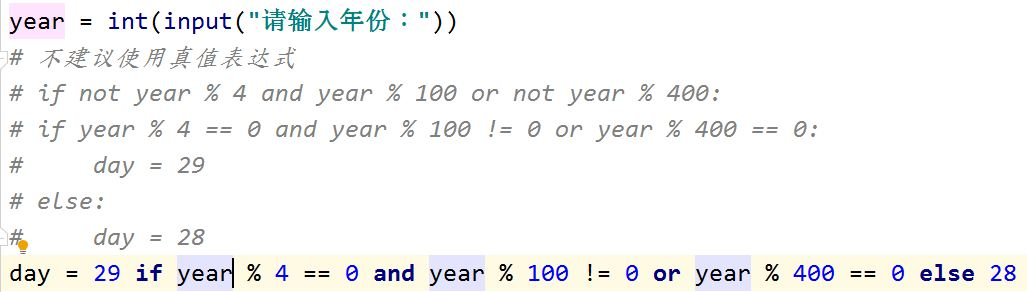 year = int(input("请输入年份："))
# 不建议使用真值表达式
# if not year % 4 and year % 100 or not year % 400:
# if year % 4 == 0 and year % 100 != 0 or year % 400 == 0:
#     day = 29
# else:
#     day = 28
day = 29 if year % 4 == 0 and year % 100 != 0 or year % 400 == 0 else 28